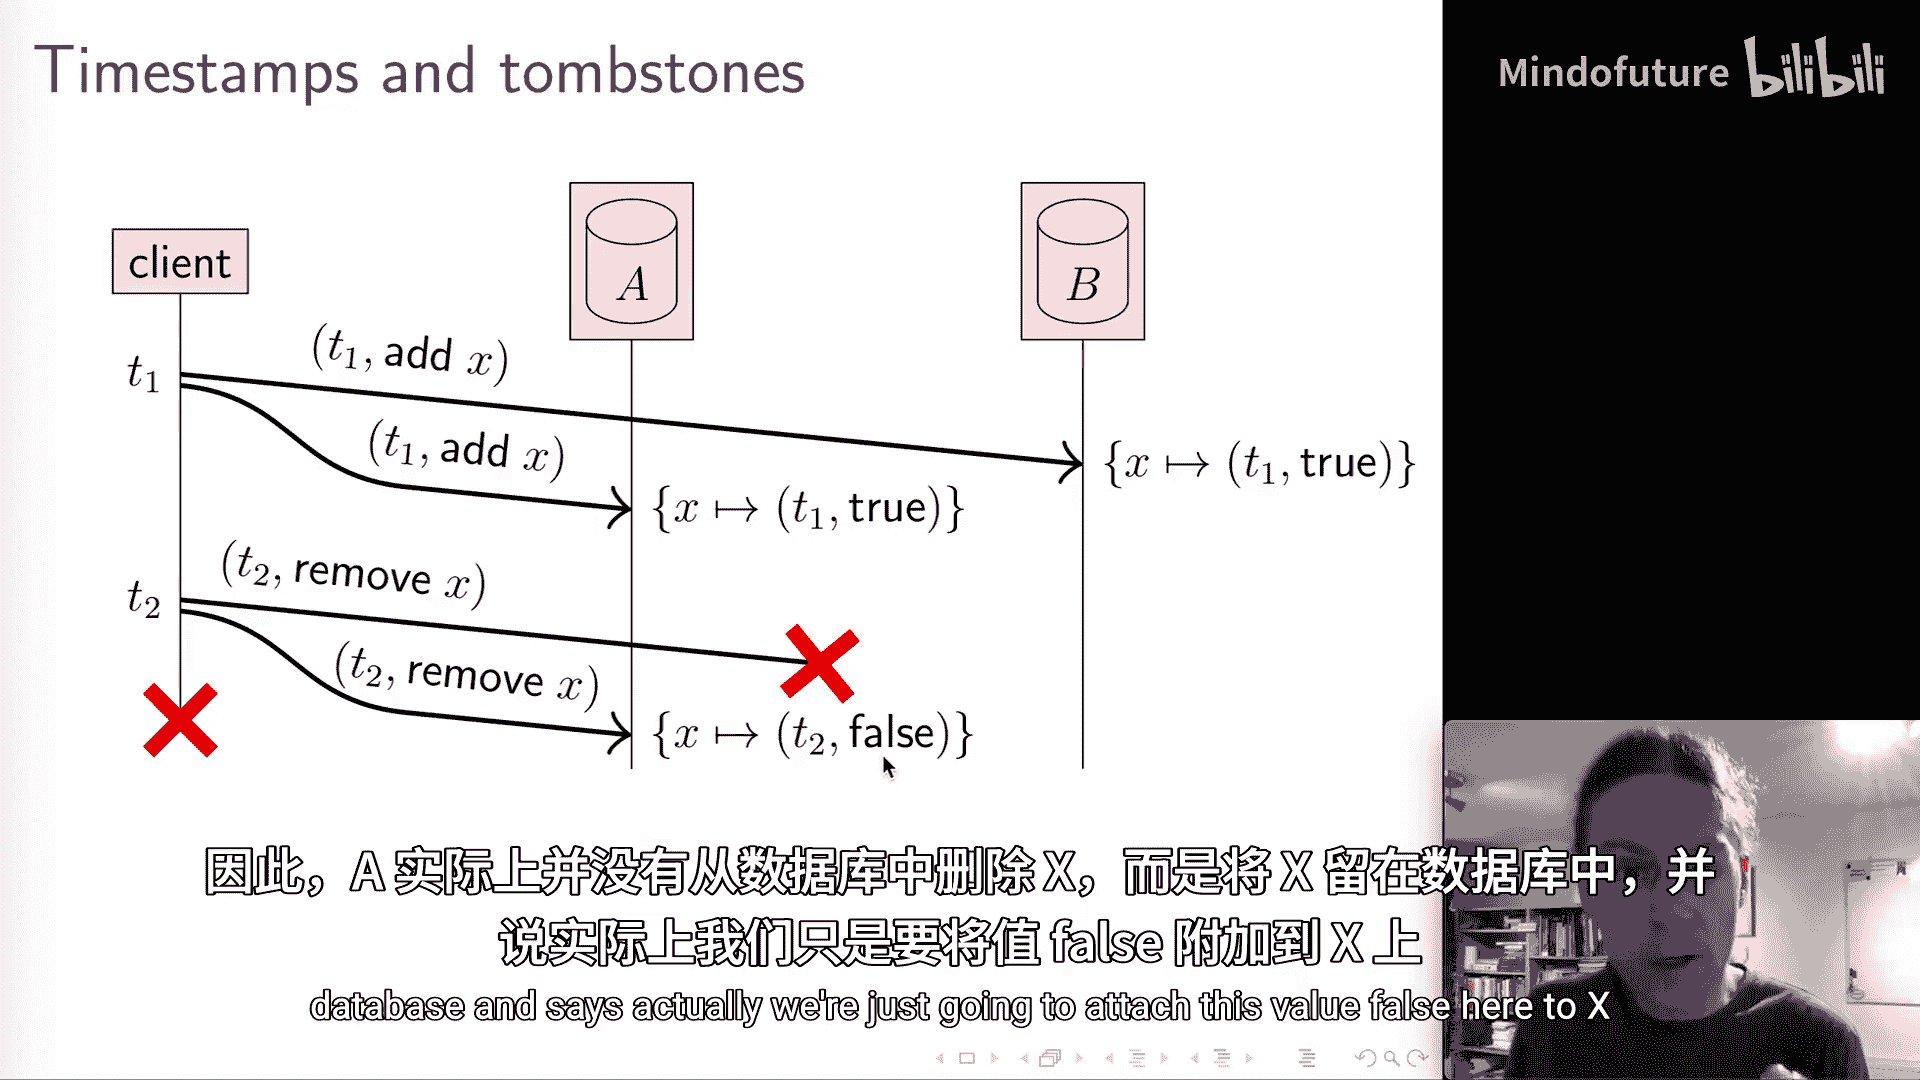 Timestamps and tombstones
Mindofuture bilibili
client
A
B
t₁
(t₁, add x)
(t₁, add x)
{x ↦ (t₁, true)}
{x ↦ (t₁, true)}
t₂
(t₂, remove x)
(t₂, remove x)
{x ↦ (t₂, false)}
因此，A 实际上并没有从数据库中删除 X，而是将 X 留在数据库中，并
说实际上我们只是要将值 false 附加到 X 上
database and says actually we're just going to attach this value false here to X